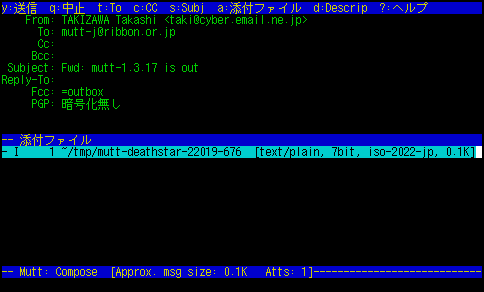 y:送信  q:中止  t:To  c:CC  s:Subj  a:添付ファイル  d:Descrip  ?:ヘルプ
From: TAKIZAWA Takashi <taki@cyber.email.ne.jp>
To: mutt-j@ribbon.or.jp
Cc:
Bcc:
Subject: Fwd: mutt-1.3.17 is out
Reply-To:
Fcc: =outbox
PGP: 暗号化無し
-- 添付ファイル
- I     1 ~/tmp/mutt-deathstar-22019-676  [text/plain, 7bit, iso-2022-jp, 0.1K]
-- Mutt: Compose  [Approx. msg size: 0.1K   Atts: 1]----------------------------